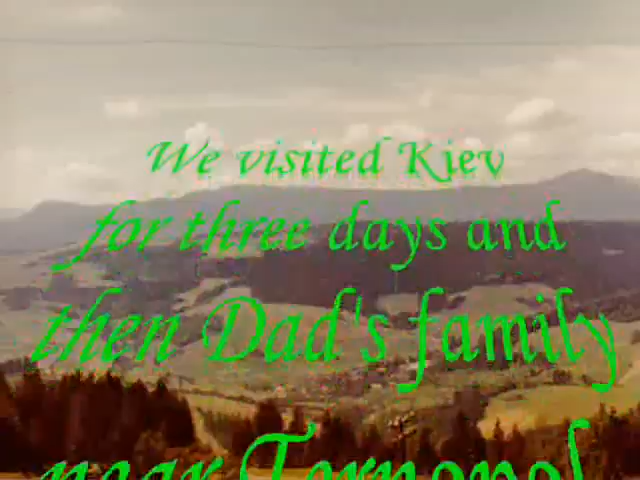 We visited Kiev
for three days and
then Dad's family
near Ternopol